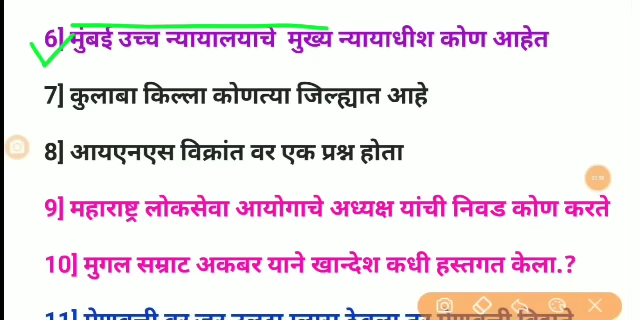 6] मुंबई उच्च न्यायालयाचे मुख्य न्यायाधीश कोण आहेत
7] कुलाबा किल्ला कोणत्या जिल्ह्यात आहे
8] आयएनएस विक्रांत वर एक प्रश्न होता
9] महाराष्ट्र लोकसेवा आयोगाचे अध्यक्ष यांची निवड कोण करते
10] मुगल सम्राट अकबर याने खान्देश कधी हस्तगत केला.?
11]